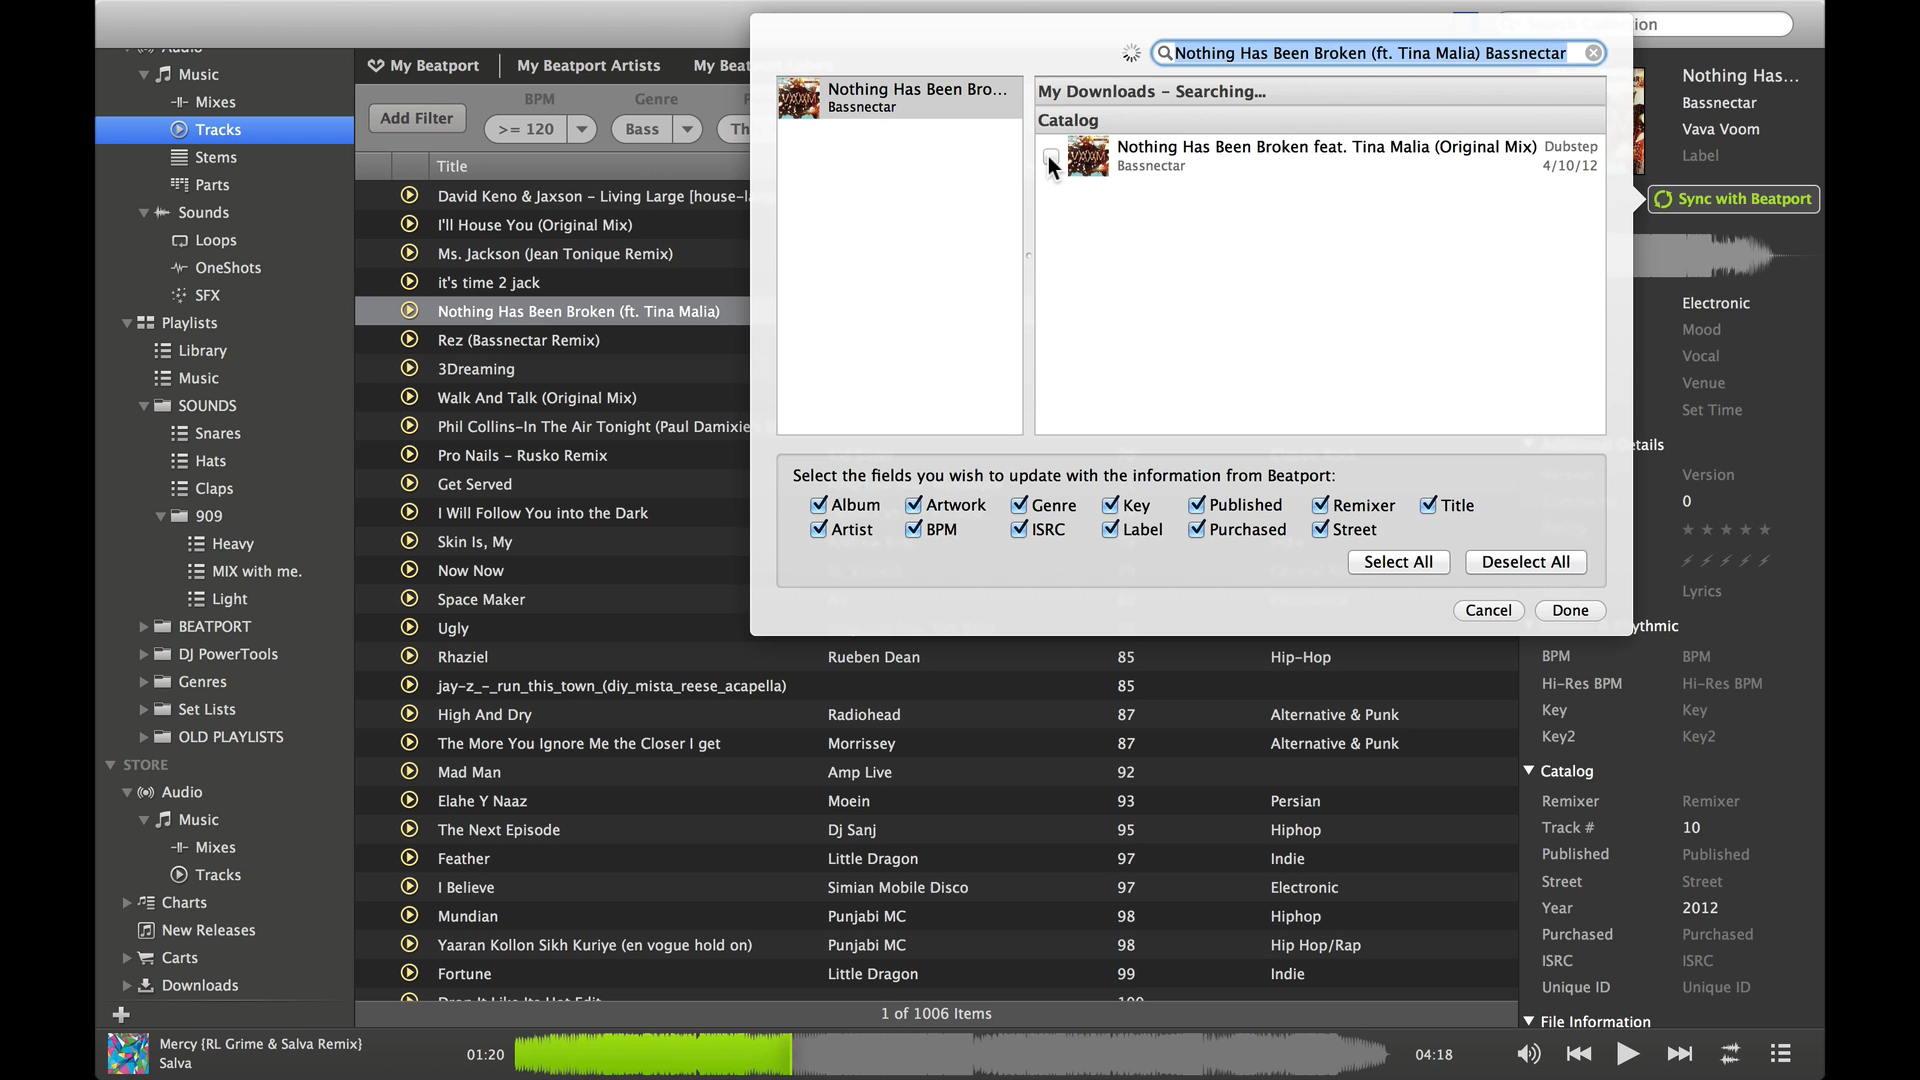 Audio
Music
Mixes
Tracks
Stems
Parts
Sounds
Loops
OneShots
SFX
Playlists
Library
Music
SOUNDS
Snares
Hats
Claps
909
Heavy
MIX with me.
Light
BEATPORT
DJ PowerTools
Genres
Set Lists
OLD PLAYLISTS
STORE
Audio
Music
Mixes
Tracks
Charts
New Releases
Carts
Downloads
My Beatport
My Beatport Artists
My Beatport
Add Filter
BPM
>= 120
Genre
Bass
Title
David Keno & Jaxson – Living Large [house-
I'll House You (Original Mix)
Ms. Jackson (Jean Tonique Remix)
it's time 2 jack
Nothing Has Been Broken (ft. Tina Malia)
Rez (Bassnectar Remix)
3Dreaming
Walk And Talk (Original Mix)
Phil Collins–In The Air Tonight (Paul Damixie
Pro Nails – Rusko Remix
Get Served
I Will Follow You into the Dark
Skin Is, My
Now Now
Space Maker
Ugly
Rhaziel Rueben Dean 85 Hip–Hop
jay–z_–_run_this_town_(diy_mista_reese_acapella) 85
High And Dry Radiohead 87 Alternative & Punk
The More You Ignore Me the Closer I get Morrissey 87 Alternative & Punk
Mad Man Amp Live 92
Elahe Y Naaz Moein 93 Persian
The Next Episode Dj Sanj 95 Hiphop
Feather Little Dragon 97 Indie
I Believe Simian Mobile Disco 97 Electronic
Mundian Punjabi MC 98 Hiphop
Yaaran Kollon Sikh Kuriye (en vogue hold on) Punjabi MC 98 Hip Hop/Rap
Fortune Little Dragon 99 Indie
Drop It Like Its Hot Edit 100
1 of 1006 Items
Nothing Has Been Broken (ft. Tina Malia) Bassnectar
Nothing Has Been Bro...
Bassnectar
My Downloads – Searching...
Catalog
Nothing Has Been Broken feat. Tina Malia (Original Mix) Dubstep
Bassnectar 4/10/12
Select the fields you wish to update with the information from Beatport:
Album Artwork Genre Key Published Remixer Title
Artist BPM ISRC Label Purchased Street
Select All Deselect All
Cancel Done
Nothing Has...
Bassnectar
Vava Voom
Label
Sync with Beatport
Electronic
Mood
Vocal
Venue
Set Time
Details
Version
0
Lyrics
ythmic
BPM BPM
Hi–Res BPM Hi–Res BPM
Key Key
Key2 Key2
Catalog
Remixer Remixer
Track # 10
Published Published
Street Street
Year 2012
Purchased Purchased
ISRC ISRC
Unique ID Unique ID
File Information
Mercy {RL Grime & Salva Remix}
Salva
01:20
04:18